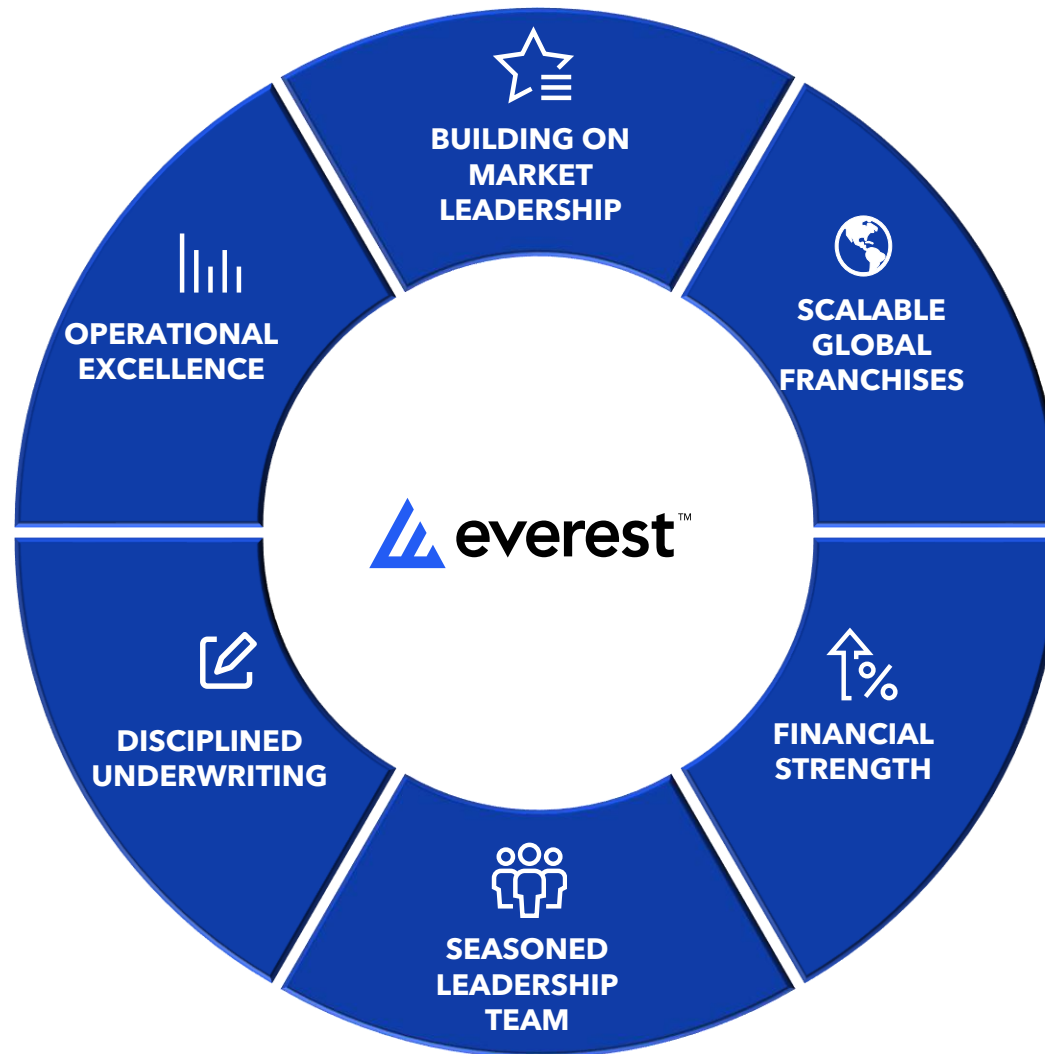 BUILDING ON
MARKET
LEADERSHIP
SCALABLE
GLOBAL
FRANCHISES
FINANCIAL
STRENGTH
SEASONED
LEADERSHIP
TEAM
DISCIPLINED
UNDERWRITING
OPERATIONAL
EXCELLENCE
everest™